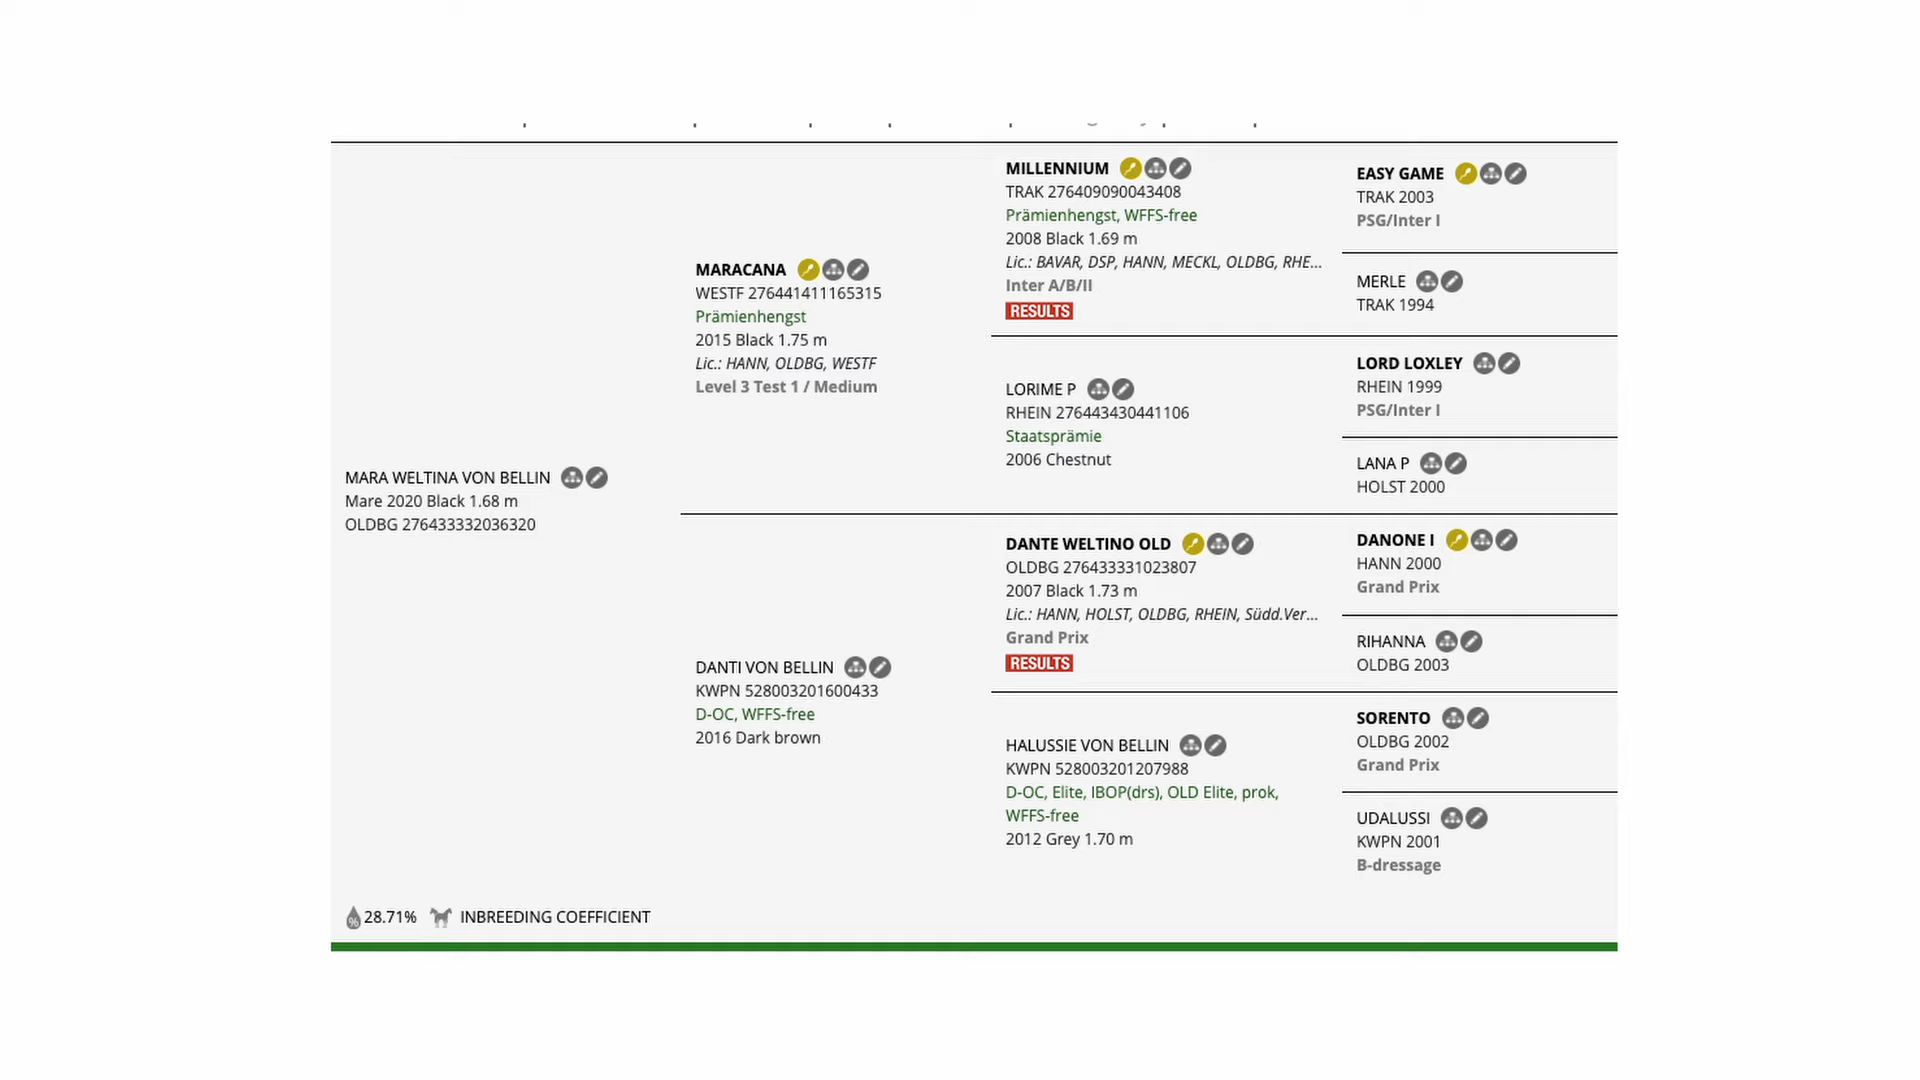 MARA WELTINA VON BELLIN
Mare 2020 Black 1.68 m
OLDBG 276433332036320
MARACANA
WESTF 276441411165315
Prämienhengst
2015 Black 1.75 m
Lic.: HANN, OLDBG, WESTF
Level 3 Test 1 / Medium
DANTI VON BELLIN
KWPN 528003201600433
D-OC, WFFS-free
2016 Dark brown
MILLENNIUM
TRAK 276409090043408
Prämienhengst, WFFS-free
2008 Black 1.69 m
Lic.: BAVAR, DSP, HANN, MECKL, OLDBG, RHE...
Inter A/B/II
RESULTS
LORIME P
RHEIN 276443430441106
Staatsprämie
2006 Chestnut
DANTE WELTINO OLD
OLDBG 276433331023807
2007 Black 1.73 m
Lic.: HANN, HOLST, OLDBG, RHEIN, Südd.Ver...
Grand Prix
RESULTS
HALUSSIE VON BELLIN
KWPN 528003201207988
D-OC, Elite, IBOP(drs), OLD Elite, prok,
WFFS-free
2012 Grey 1.70 m
EASY GAME
TRAK 2003
PSG/Inter I
MERLE
TRAK 1994
LORD LOXLEY
RHEIN 1999
PSG/Inter I
LANA P
HOLST 2000
DANONE I
HANN 2000
Grand Prix
RIHANNA
OLDBG 2003
SORENTO
OLDBG 2002
Grand Prix
UDALUSSI
KWPN 2001
B-dressage
% 28.71% INBREEDING COEFFICIENT